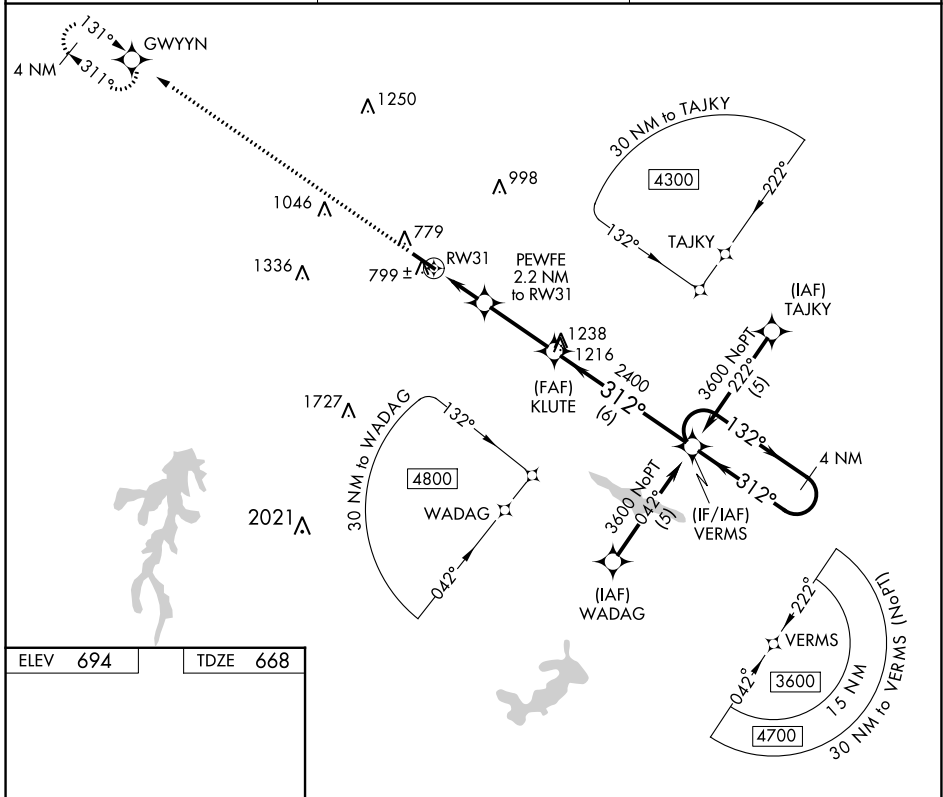 131°
GWYYN
4 NM
311°
1250
30 NM to TAJKY
998
4300
222°
1046
132°
TAJKY
779
RW31
799 ±
PEWFE
2.2 NM
to RW31
1336
(IAF)
TAJKY
1238
1216
3600 NoPT
222°
(5)
(FAF)
KLUTE
2400
312°
(6)
1727
30 NM to WADAG
132°
132°
4 NM
4800
312°
WADAG
3600 NoPT
042°
(5)
(IF/IAF)
VERMS
2021
042°
(IAF)
WADAG
222°
VERMS
042°
3600
15 NM
4700
30 NM to VERMS (NoPT)
ELEV 694
TDZE 668